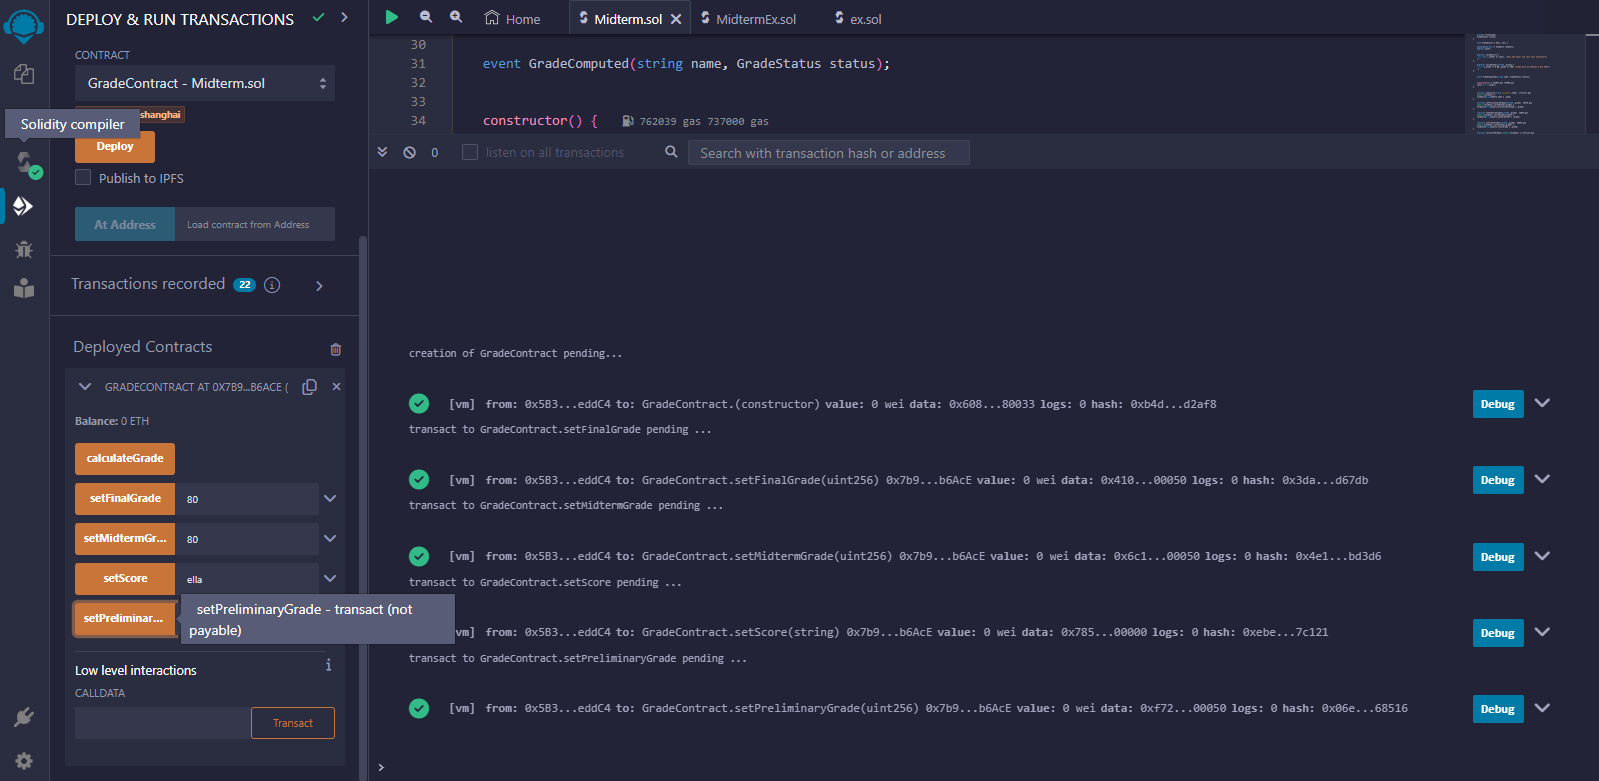 DEPLOY & RUN TRANSACTIONS
CONTRACT
GradeContract - Midterm.sol
shanghai
Solidity compiler
Deploy
Publish to IPFS
At Address
Load contract from Address
Transactions recorded 22 i
Deployed Contracts
GRADECONTRACT AT 0X7B9...B6ACE (
Balance: 0 ETH
calculateGrade
setFinalGrade 80
setMidtermGr... 80
setScore ella
setPreliminar...
setPreliminaryGrade - transact (not
payable)
Low level interactions i
CALLDATA
Transact
Home
Midterm.sol
MidtermEx.sol
ex.sol
30
31 event GradeComputed(string name, GradeStatus status);
32
33
34 constructor() { 762039 gas 737000 gas
0 listen on all transactions Search with transaction hash or address
creation of GradeContract pending...
[vm] from: 0x5B3...eddC4 to: GradeContract.(constructor) value: 0 wei data: 0x608...80033 logs: 0 hash: 0xb4d...d2af8 Debug
transact to GradeContract.setFinalGrade pending ...
[vm] from: 0x5B3...eddC4 to: GradeContract.setFinalGrade(uint256) 0x7b9...b6AcE value: 0 wei data: 0x410...00050 logs: 0 hash: 0x3da...d67db Debug
transact to GradeContract.setMidtermGrade pending ...
[vm] from: 0x5B3...eddC4 to: GradeContract.setMidtermGrade(uint256) 0x7b9...b6AcE value: 0 wei data: 0x6c1...00050 logs: 0 hash: 0x4e1...bd3d6 Debug
transact to GradeContract.setScore pending ...
vm] from: 0x5B3...eddC4 to: GradeContract.setScore(string) 0x7b9...b6AcE value: 0 wei data: 0x785...00000 logs: 0 hash: 0xebe...7c121 Debug
transact to GradeContract.setPreliminaryGrade pending ...
[vm] from: 0x5B3...eddC4 to: GradeContract.setPreliminaryGrade(uint256) 0x7b9...b6AcE value: 0 wei data: 0xf72...00050 logs: 0 hash: 0x06e...68516 Debug
>